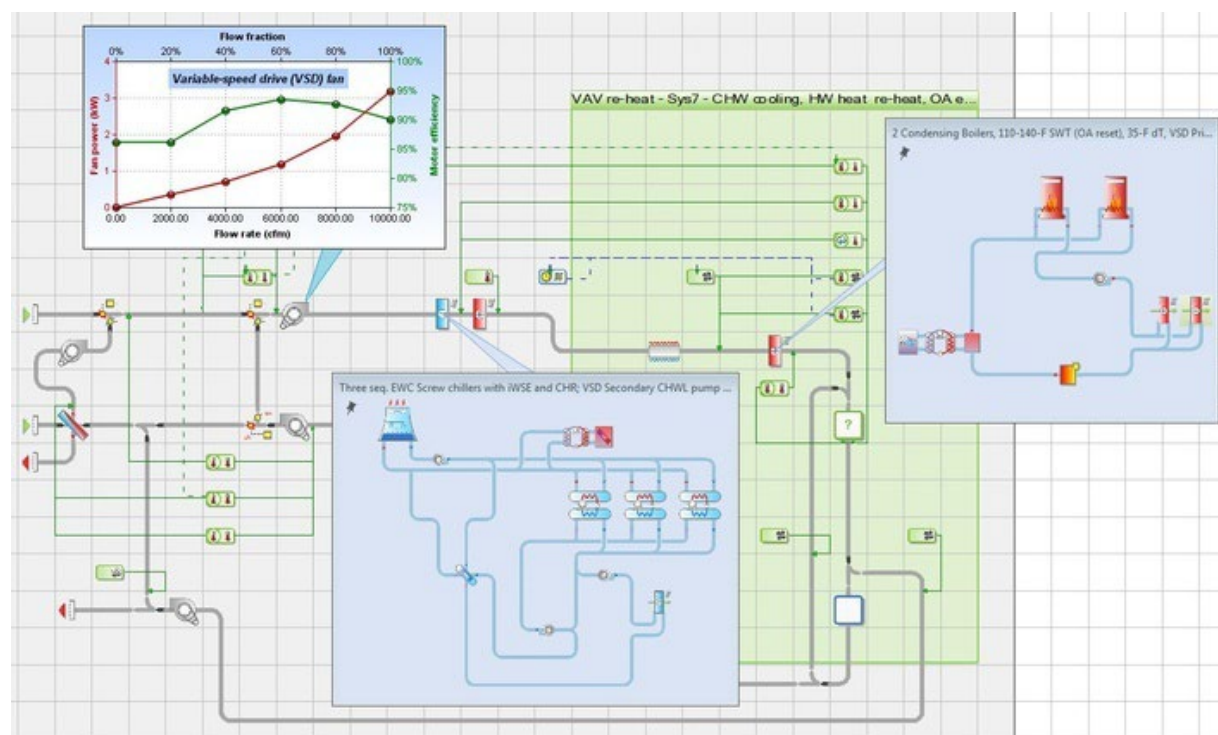 Flow fraction
0% 20% 40% 60% 80% 100%
Variable-speed drive (VSD) fan
Fan power (kW)
4
3
2
1
0
Motor efficiency
100%
95%
90%
85%
80%
75%
0.00 2000.00 4000.00 6000.00 8000.00 10000.00
Flow rate (cfm)
VAV re-heat - Sys7 - CHW cooling, HW heat re-heat, OA e...
2 Condensing Boilers, 110-140-F SWT (OA reset), 35-F dT, VSD Pri...
Three seq. EWC Screw chillers with iWSE and CHR; VSD Secondary CHWL pump ...
?